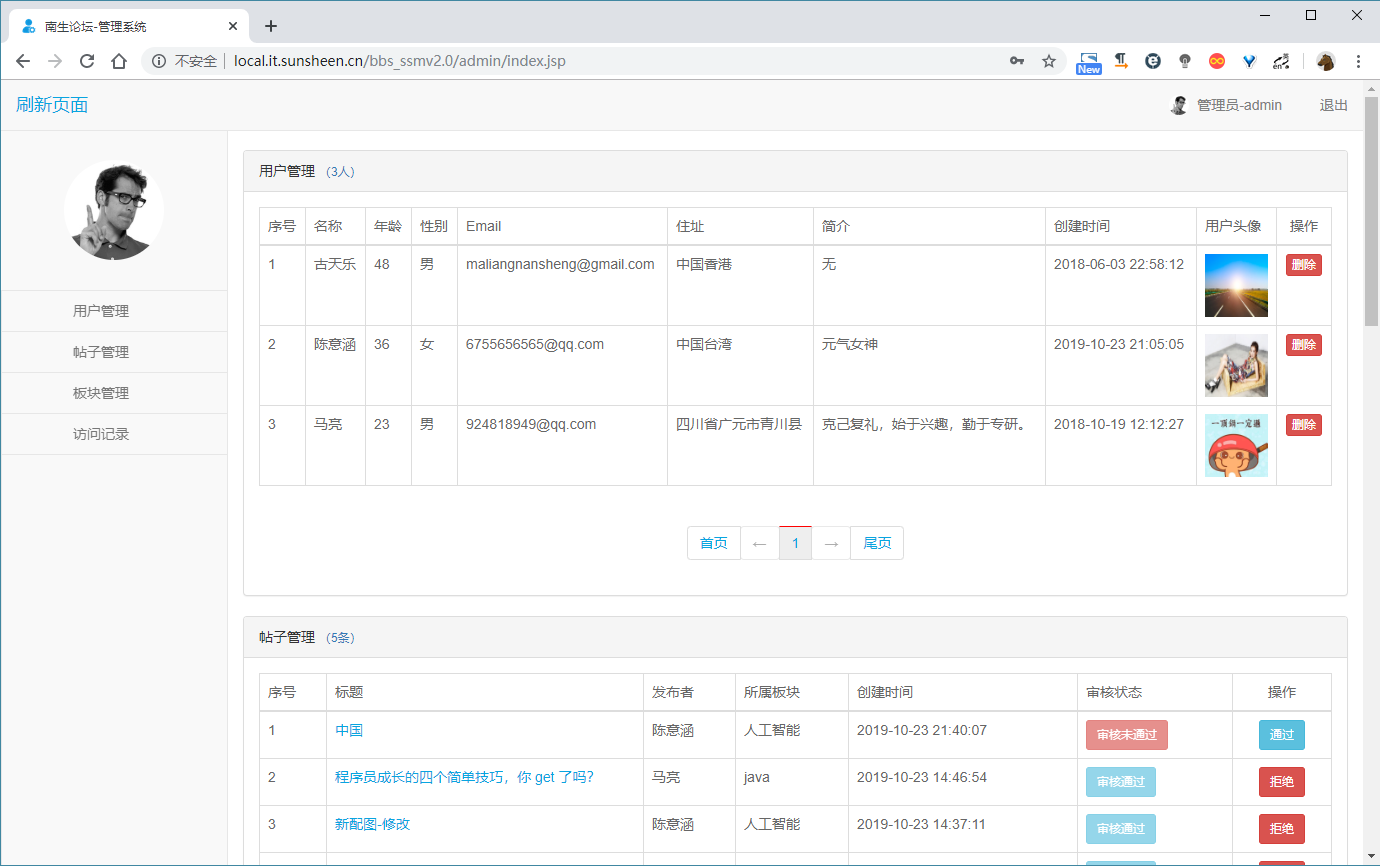 南生论坛-管理系统
不安全 local.it.sunsheen.cn/bbs_ssmv2.0/admin/index.jsp
New
en
刷新页面
管理员-admin 退出
用户管理
帖子管理
板块管理
访问记录
用户管理 (3人)
序号 名称 年龄 性别 Email 住址 简介 创建时间 用户头像 操作
1 古天乐 48 男 maliangnansheng@gmail.com 中国香港 无 2018-06-03 22:58:12 删除
2 陈意涵 36 女 6755656565@qq.com 中国台湾 元气女神 2019-10-23 21:05:05 删除
3 马亮 23 男 924818949@qq.com 四川省广元市青川县 克己复礼，始于兴趣，勤于专研。 2018-10-19 12:12:27 删除
一顶锅一定遇
首页 ← 1 → 尾页
帖子管理 (5条)
序号 标题 发布者 所属板块 创建时间 审核状态 操作
1 中国 陈意涵 人工智能 2019-10-23 21:40:07 审核未通过 通过
2 程序员成长的四个简单技巧，你 get 了吗？ 马亮 java 2019-10-23 14:46:54 审核通过 拒绝
3 新配图-修改 陈意涵 人工智能 2019-10-23 14:37:11 审核通过 拒绝